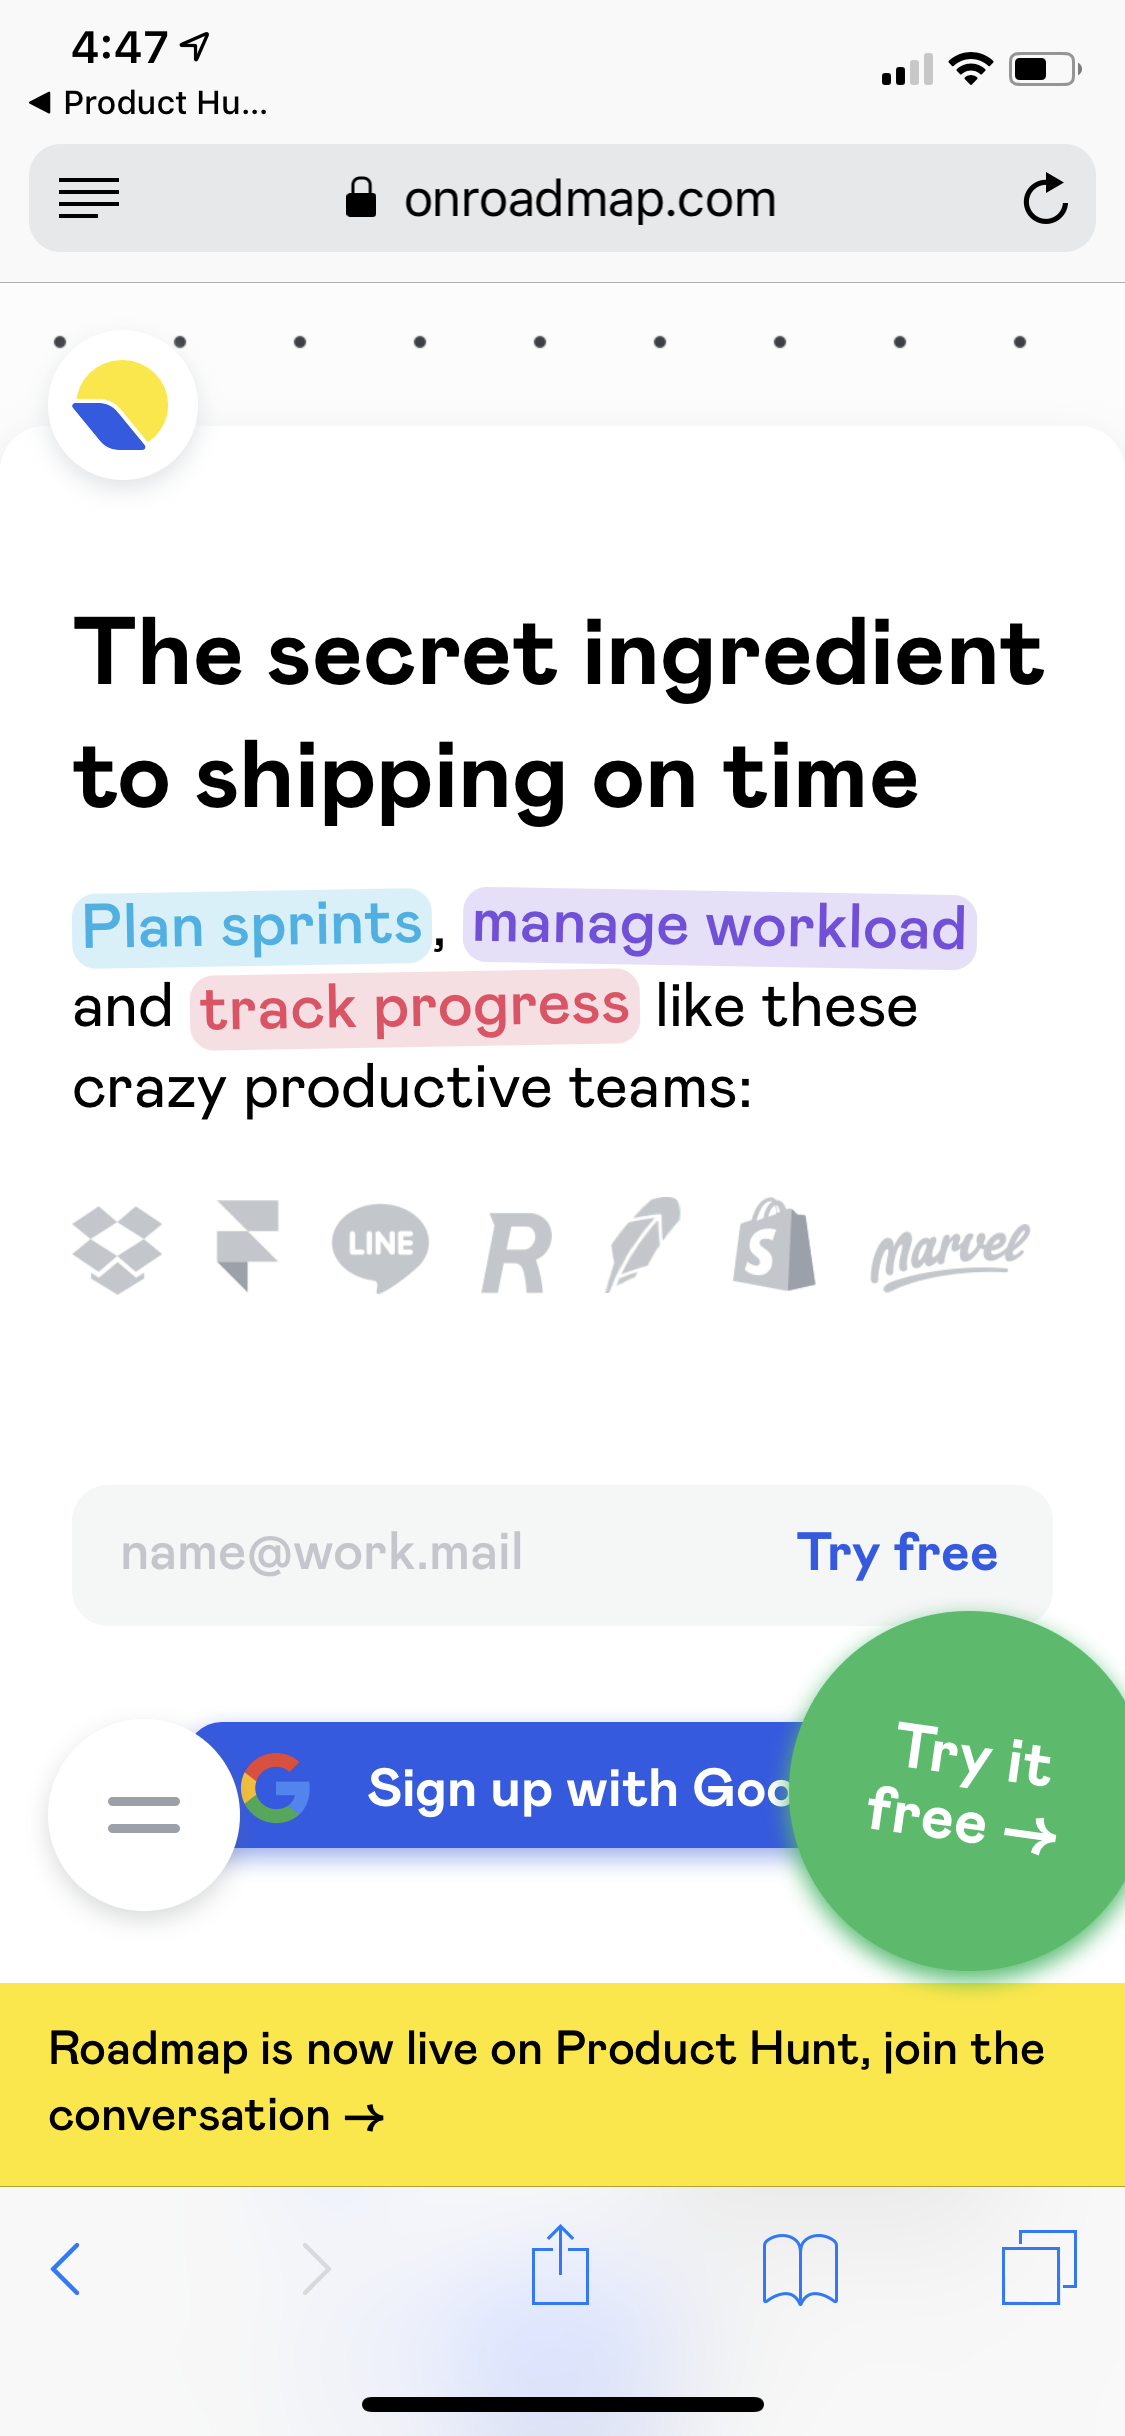 4:47
◀ Product Hu...
onroadmap.com
The secret ingredient
to shipping on time
Plan sprints, manage workload
and track progress like these
crazy productive teams:
LINE
R
S
Marvel
name@work.mail Try free
Sign up with Goo
Try it
free →
Roadmap is now live on Product Hunt, join the
conversation →